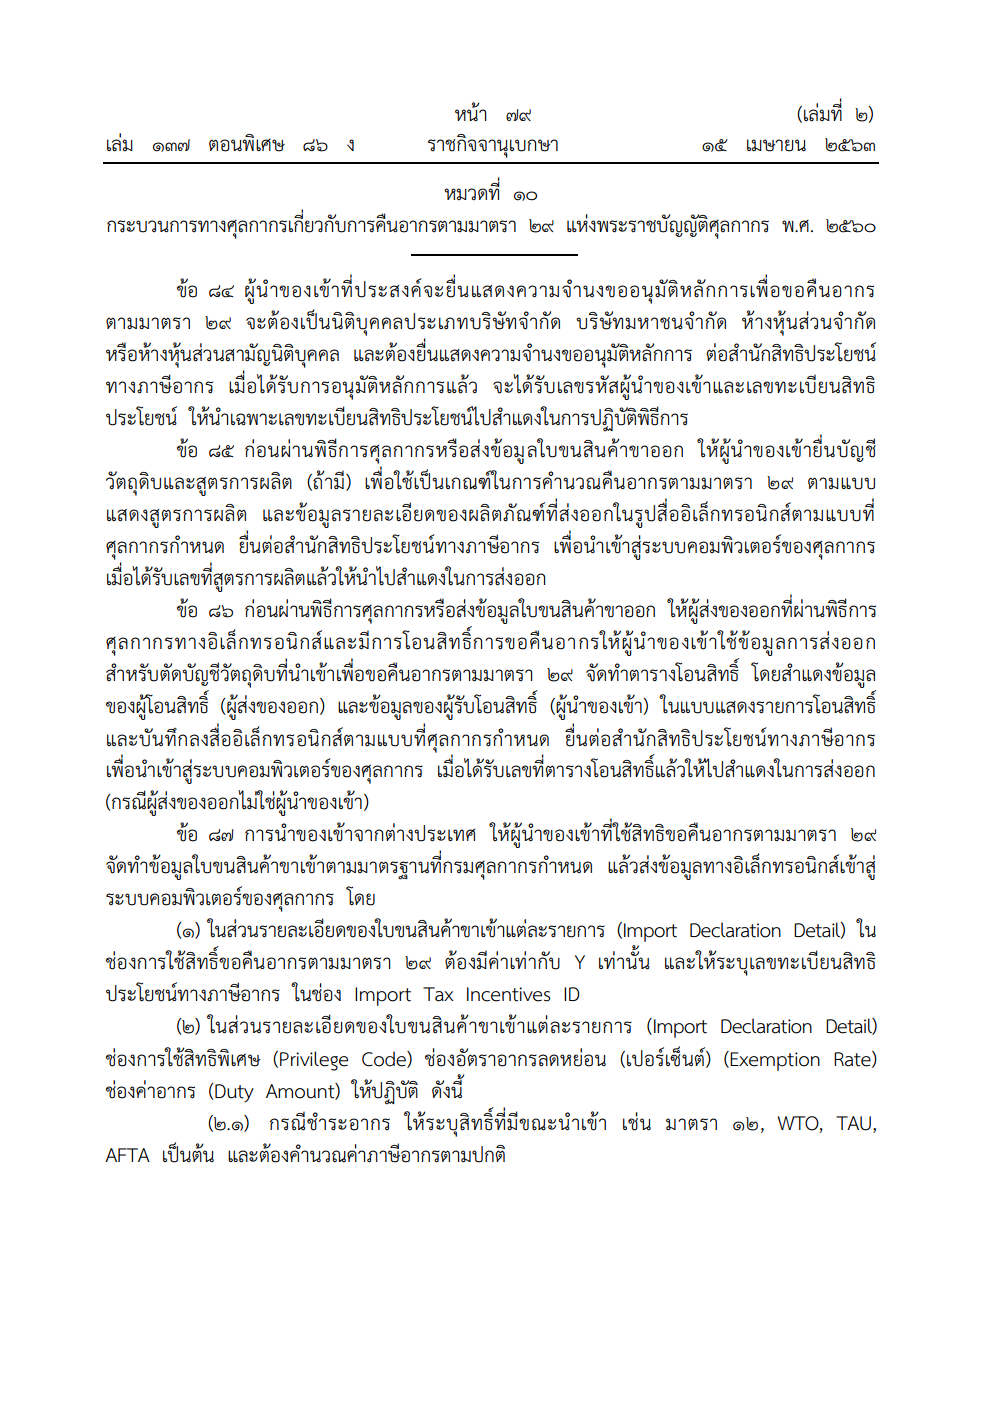 หน้า ๗๙ (เล่มที่ ๒)
เล่ม ๑๓๗ ตอนพิเศษ ๘๖ ง ราชกิจจานุเบกษา ๑๕ เมษายน ๒๕๖๓
หมวดที่ ๑๐
กระบวนการทางศุลกากรเกี่ยวกับการคืนอากรตามมาตรา ๒๙ แห่งพระราชบัญญัติศุลกากร พ.ศ. ๒๕๖๐
ข้อ ๘๔ ผู้นำของเข้าที่ประสงค์จะยื่นแสดงความจำนงขออนุมัติหลักการเพื่อขอคืนอากร
ตามมาตรา ๒๙ จะต้องเป็นนิติบุคคลประเภทบริษัทจำกัด บริษัทมหาชนจำกัด ห้างหุ้นส่วนจำกัด
หรือห้างหุ้นส่วนสามัญนิติบุคคล และต้องยื่นแสดงความจำนงขออนุมัติหลักการ ต่อสำนักสิทธิประโยชน์
ทางภาษีอากร เมื่อได้รับการอนุมัติหลักการแล้ว จะได้รับเลขรหัสผู้นำของเข้าและเลขทะเบียนสิทธิ
ประโยชน์ ให้นำเฉพาะเลขทะเบียนสิทธิประโยชน์ไปสำแดงในการปฏิบัติพิธีการ
ข้อ ๘๕ ก่อนผ่านพิธีการศุลกากรหรือส่งข้อมูลใบขนสินค้าขาออก ให้ผู้นำของเข้ายื่นบัญชี
วัตถุดิบและสูตรการผลิต (ถ้ามี) เพื่อใช้เป็นเกณฑ์ในการคำนวณคืนอากรตามมาตรา ๒๙ ตามแบบ
แสดงสูตรการผลิต และข้อมูลรายละเอียดของผลิตภัณฑ์ที่ส่งออกในรูปสื่ออิเล็กทรอนิกส์ตามแบบที่
ศุลกากรกำหนด ยื่นต่อสำนักสิทธิประโยชน์ทางภาษีอากร เพื่อนำเข้าสู่ระบบคอมพิวเตอร์ของศุลกากร
เมื่อได้รับเลขที่สูตรการผลิตแล้วให้นำไปสำแดงในการส่งออก
ข้อ ๘๖ ก่อนผ่านพิธีการศุลกากรหรือส่งข้อมูลใบขนสินค้าขาออก ให้ผู้ส่งของออกที่ผ่านพิธีการ
ศุลกากรทางอิเล็กทรอนิกส์และมีการโอนสิทธิ์การขอคืนอากรให้ผู้นำของเข้าใช้ข้อมูลการส่งออก
สำหรับตัดบัญชีวัตถุดิบที่นำเข้าเพื่อขอคืนอากรตามมาตรา ๒๙ จัดทำตารางโอนสิทธิ์ โดยสำแดงข้อมูล
ของผู้โอนสิทธิ์ (ผู้ส่งของออก) และข้อมูลของผู้รับโอนสิทธิ์ (ผู้นำของเข้า) ในแบบแสดงรายการโอนสิทธิ์
และบันทึกลงสื่ออิเล็กทรอนิกส์ตามแบบที่ศุลกากรกำหนด ยื่นต่อสำนักสิทธิประโยชน์ทางภาษีอากร
เพื่อนำเข้าสู่ระบบคอมพิวเตอร์ของศุลกากร เมื่อได้รับเลขที่ตารางโอนสิทธิ์แล้วให้ไปสำแดงในการส่งออก
(กรณีผู้ส่งของออกไม่ใช่ผู้นำของเข้า)
ข้อ ๘๗ การนำของเข้าจากต่างประเทศ ให้ผู้นำของเข้าที่ใช้สิทธิขอคืนอากรตามมาตรา ๒๙
จัดทำข้อมูลใบขนสินค้าขาเข้าตามมาตรฐานที่กรมศุลกากรกำหนด แล้วส่งข้อมูลทางอิเล็กทรอนิกส์เข้าสู่
ระบบคอมพิวเตอร์ของศุลกากร โดย
(๑) ในส่วนรายละเอียดของใบขนสินค้าขาเข้าแต่ละรายการ (Import Declaration Detail) ใน
ช่องการใช้สิทธิ์ขอคืนอากรตามมาตรา ๒๙ ต้องมีค่าเท่ากับ Y เท่านั้น และให้ระบุเลขทะเบียนสิทธิ
ประโยชน์ทางภาษีอากร ในช่อง Import Tax Incentives ID
(๒) ในส่วนรายละเอียดของใบขนสินค้าขาเข้าแต่ละรายการ (Import Declaration Detail)
ช่องการใช้สิทธิพิเศษ (Privilege Code) ช่องอัตราอากรลดหย่อน (เปอร์เซ็นต์) (Exemption Rate)
ช่องค่าอากร (Duty Amount) ให้ปฏิบัติ ดังนี้
(๒.๑) กรณีชำระอากร ให้ระบุสิทธิ์ที่มีขณะนำเข้า เช่น มาตรา ๑๒, WTO, TAU,
AFTA เป็นต้น และต้องคำนวณค่าภาษีอากรตามปกติ